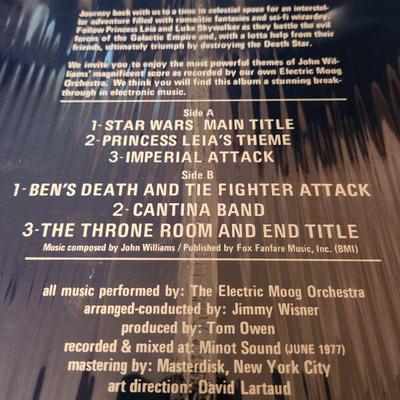 Journey back with us to a time in celestial space for an interstel-
lar adventure filled with romantic fantasies and sci-fi wizardry.
Follow Princess Leia and Luke Skywalker as they battle the evil
forces of the Galactic Empire and, with a lotta help from their
friends, ultimately triumph by destroying the Death Star.
We invite you to enjoy the most powerful themes of John Wil-
liams' magnificent score as recorded by our own Electric Moog
Orchestra. We think you will find this album a stunning break-
through in electronic music.
Side A
1-STAR WARS MAIN TITLE
2-PRINCESS LEIA'S THEME
3-IMPERIAL ATTACK
Side B
1-BEN'S DEATH AND TIE FIGHTER ATTACK
2-CANTINA BAND
3-THE THRONE ROOM AND END TITLE
Music composed by John Williams / Published by Fox Fanfare Music, Inc. (BMI)
all music performed by: The Electric Moog Orchestra
arranged-conducted by: Jimmy Wisner
produced by: Tom Owen
recorded & mixed at: Minot Sound (JUNE 1977)
mastering by: Masterdisk, New York City
art direction: David Lartaud